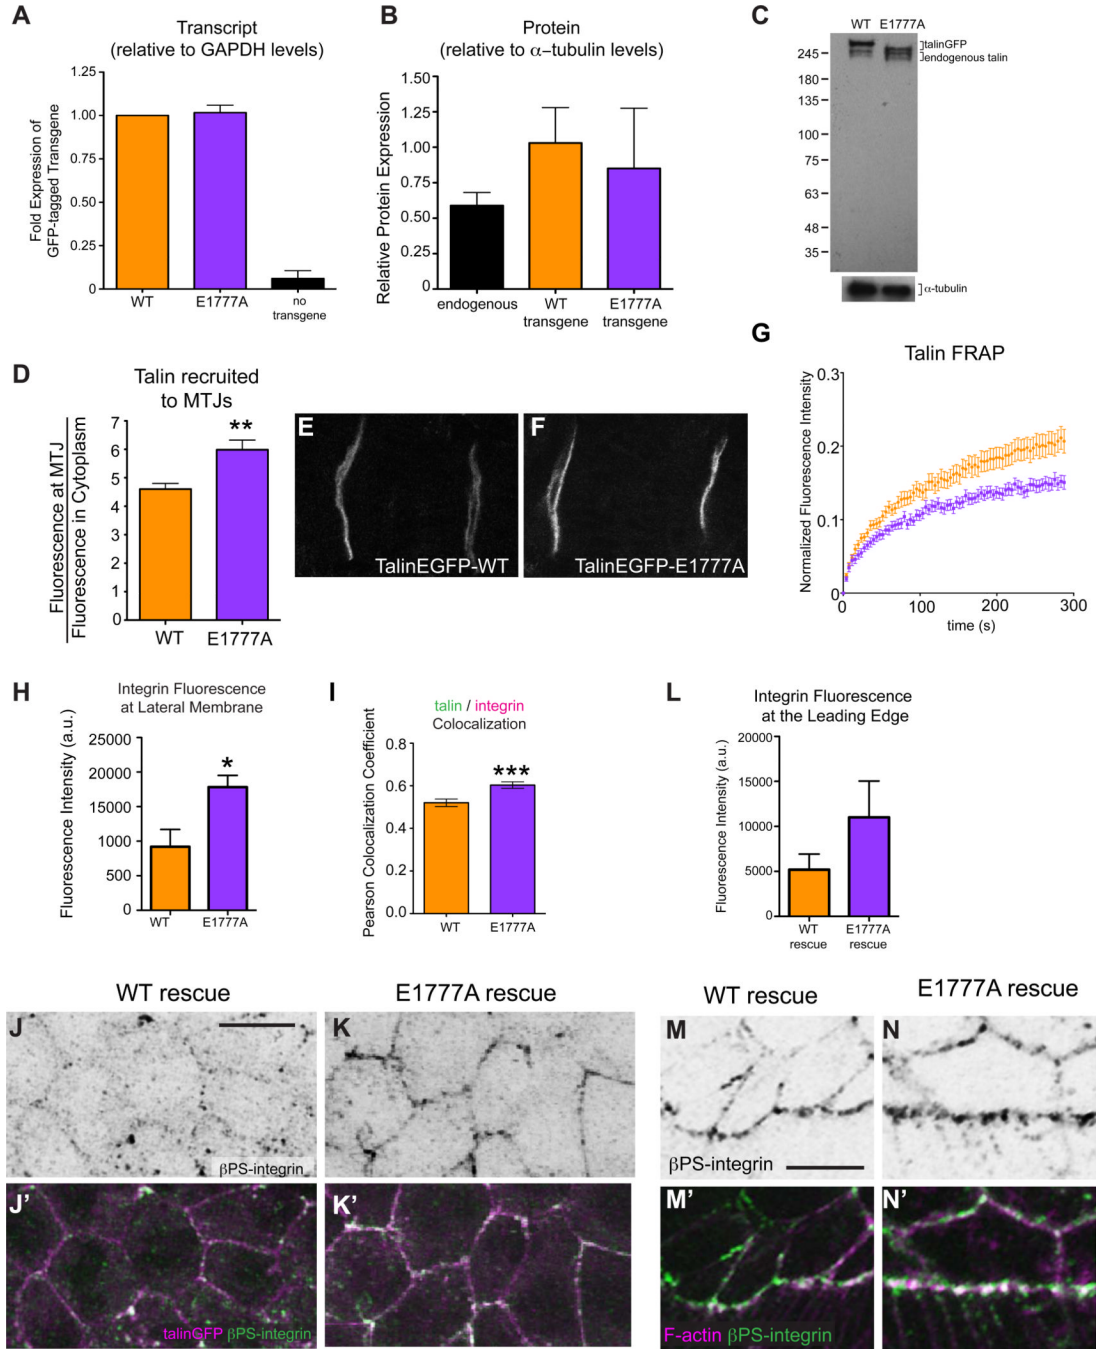 A
Transcript
(relative to GAPDH levels)
Fold Expression of
GFP-tagged Transgene
1.25
1.00
0.75
0.50
0.25
0
WT
E1777A
no
transgene
B
Protein
(relative to α-tubulin levels)
Relative Protein Expression
1.50
1.25
1.00
0.75
0.50
0.25
0
endogenous
WT
transgene
E1777A
transgene
C
WT
E1777A
talinGFP
endogenous talin
245
180
135
100
75
63
48
35
α-tubulin
D
Talin recruited
to MTJs
Fluorescence at MTJ
Fluorescence in Cytoplasm
7
6
5
4
3
2
1
0
**
WT
E1777A
E
TalinEGFP-WT
F
TalinEGFP-E1777A
G
Talin FRAP
Normalized Fluorescence Intensity
0.3
0.2
0.1
0
0
100
200
300
time (s)
H
Integrin Fluorescence
at Lateral Membrane
Fluorescence Intensity (a.u.)
25000
20000
15000
1000
500
0
*
WT
E1777A
I
talin / integrin
Colocalization
Pearson Colocalization Coefficient
0.8
0.6
0.4
0.2
0.0
***
WT
E1777A
L
Integrin Fluorescence
at the Leading Edge
Fluorescence Intensity (a.u.)
20000
15000
10000
5000
0
WT
rescue
E1777A
rescue
WT rescue
E1777A rescue
J
βPS-integrin
K
J'
talinGFP βPS-integrin
K'
WT rescue
E1777A rescue
M
βPS-integrin
N
M'
F-actin βPS-integrin
N'